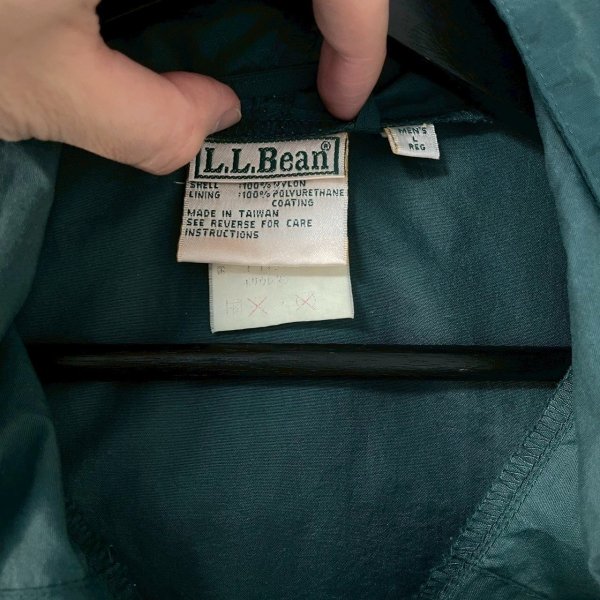 L.L.Bean
SHELL :100% NYLON
LINING :100% POLYURETHANE
COATING
MADE IN TAIWAN
SEE REVERSE FOR CARE
INSTRUCTIONS
MEN'S
L
REG